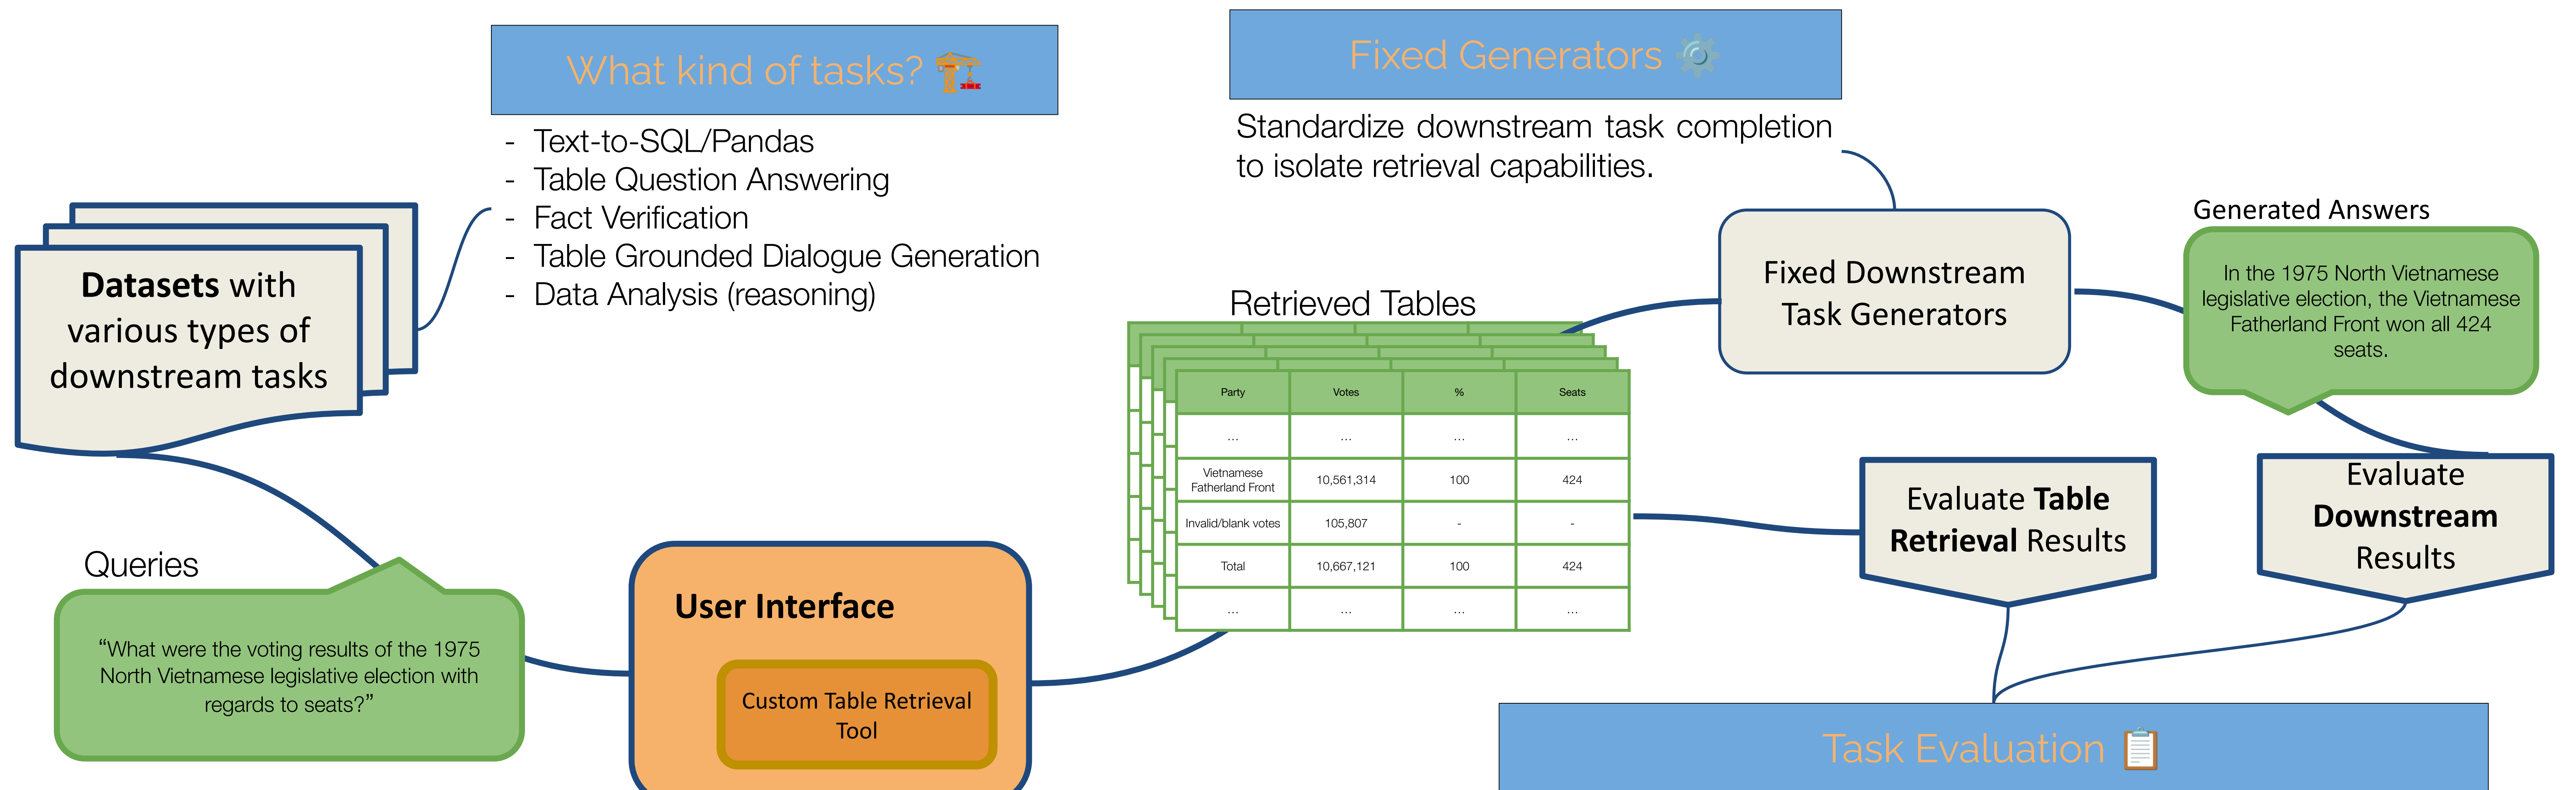 What kind of tasks? 🏗️
- Text-to-SQL/Pandas
- Table Question Answering
- Fact Verification
- Table Grounded Dialogue Generation
- Data Analysis (reasoning)
Datasets with
various types of
downstream tasks
Queries
“What were the voting results of the 1975
North Vietnamese legislative election with
regards to seats?”
User Interface
Custom Table Retrieval
Tool
Retrieved Tables
Party Votes % Seats
... ... ... ...
Vietnamese
Fatherland Front 10,561,314 100 424
Invalid/blank votes 105,807 - -
Total 10,667,121 100 424
... ... ... ...
Fixed Generators ⚙️
Standardize downstream task completion
to isolate retrieval capabilities.
Fixed Downstream
Task Generators
Generated Answers
In the 1975 North Vietnamese
legislative election, the Vietnamese
Fatherland Front won all 424
seats.
Evaluate Table
Retrieval Results
Evaluate
Downstream
Results
Task Evaluation 📋